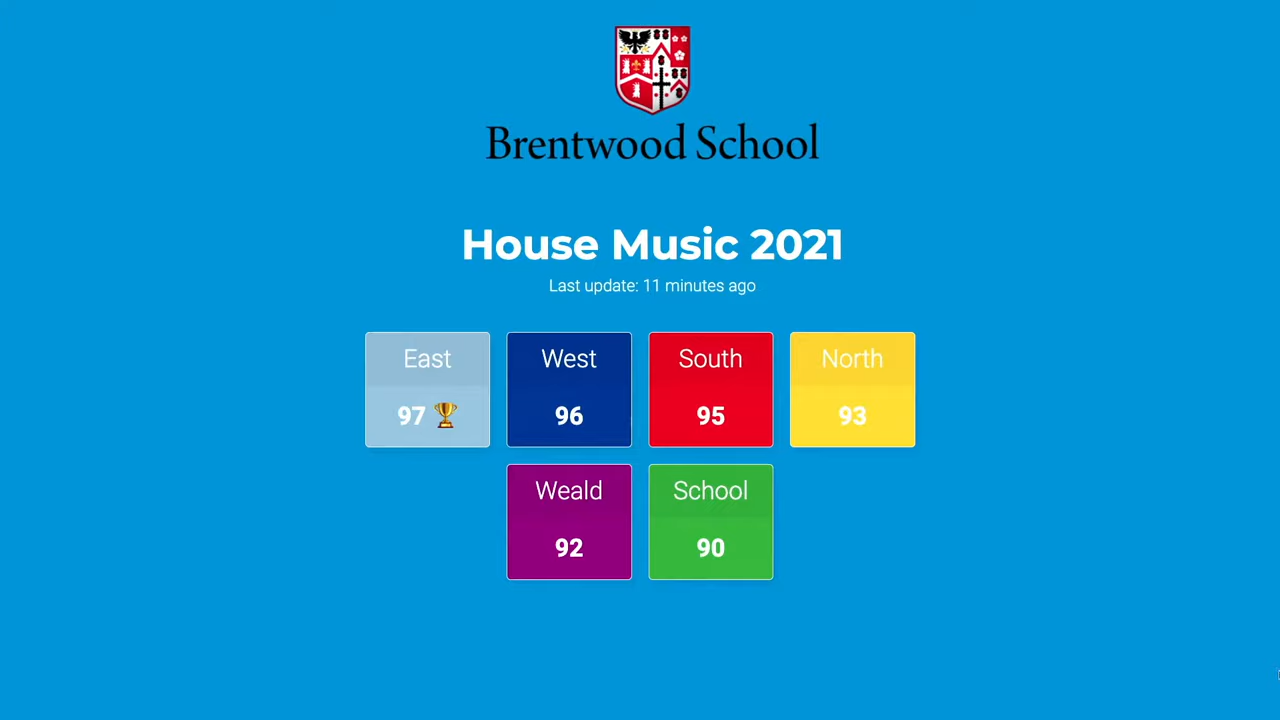 Brentwood School
House Music 2021
Last update: 11 minutes ago
East West South North
97 🏆 96 95 93
Weald School
92 90